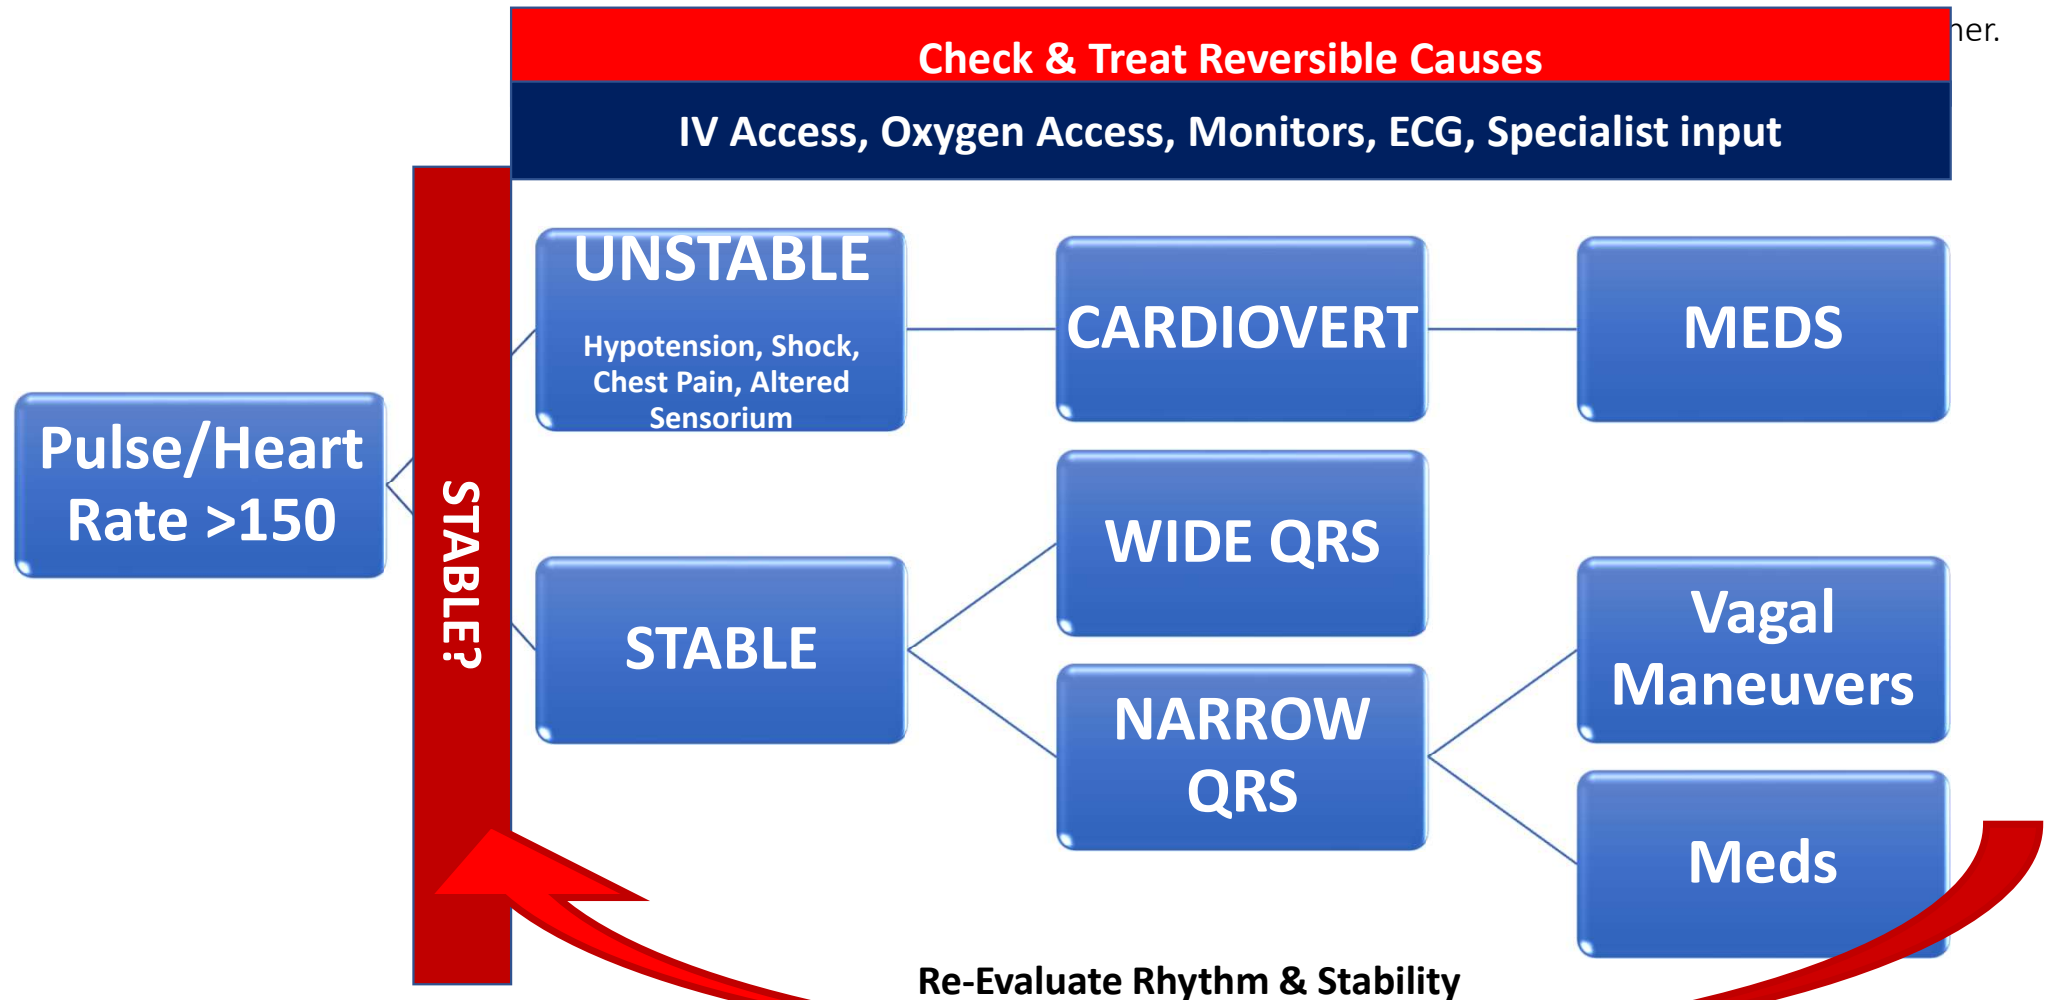 Check & Treat Reversible Causes
IV Access, Oxygen Access, Monitors, ECG, Specialist input
Pulse/Heart
Rate >150
STABLE?
UNSTABLE
Hypotension, Shock,
Chest Pain, Altered
Sensorium
CARDIOVERT
MEDS
STABLE
WIDE QRS
NARROW
QRS
Vagal
Maneuvers
Meds
Re-Evaluate Rhythm & Stability